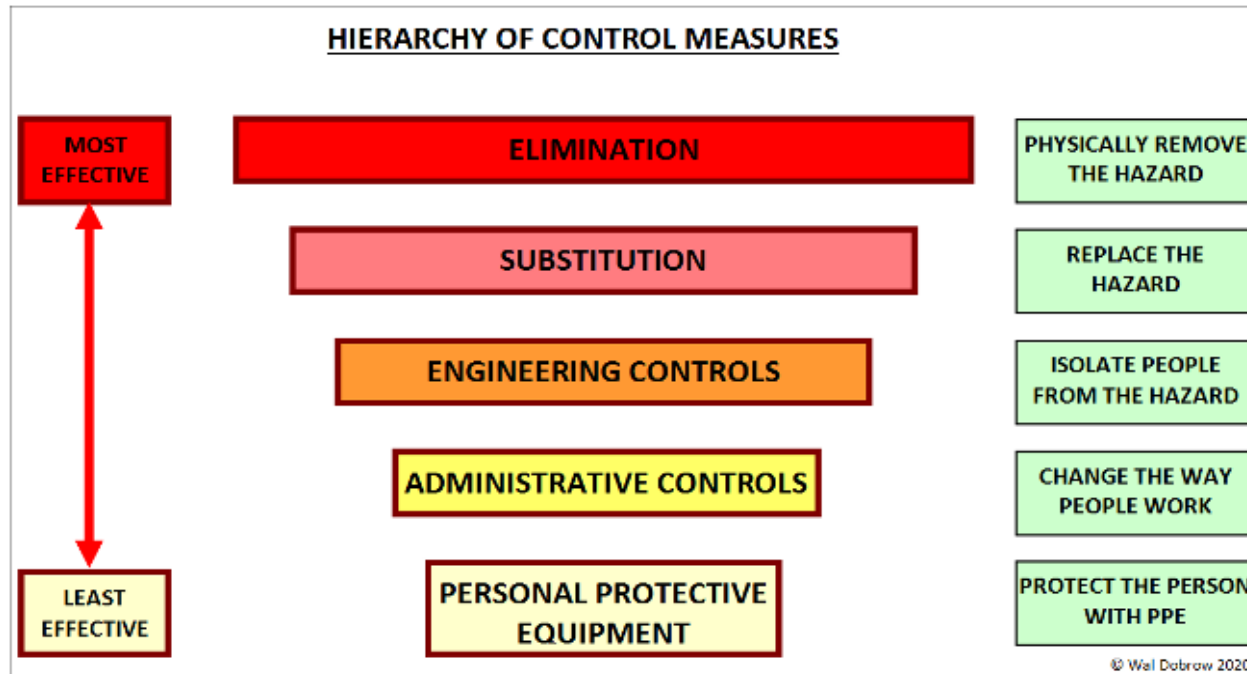 HIERARCHY OF CONTROL MEASURES
MOST
EFFECTIVE
ELIMINATION
PHYSICALLY REMOVE
THE HAZARD
SUBSTITUTION
REPLACE THE
HAZARD
ENGINEERING CONTROLS
ISOLATE PEOPLE
FROM THE HAZARD
ADMINISTRATIVE CONTROLS
CHANGE THE WAY
PEOPLE WORK
LEAST
EFFECTIVE
PERSONAL PROTECTIVE
EQUIPMENT
PROTECT THE PERSON
WITH PPE
© Wal Dobrow 2020